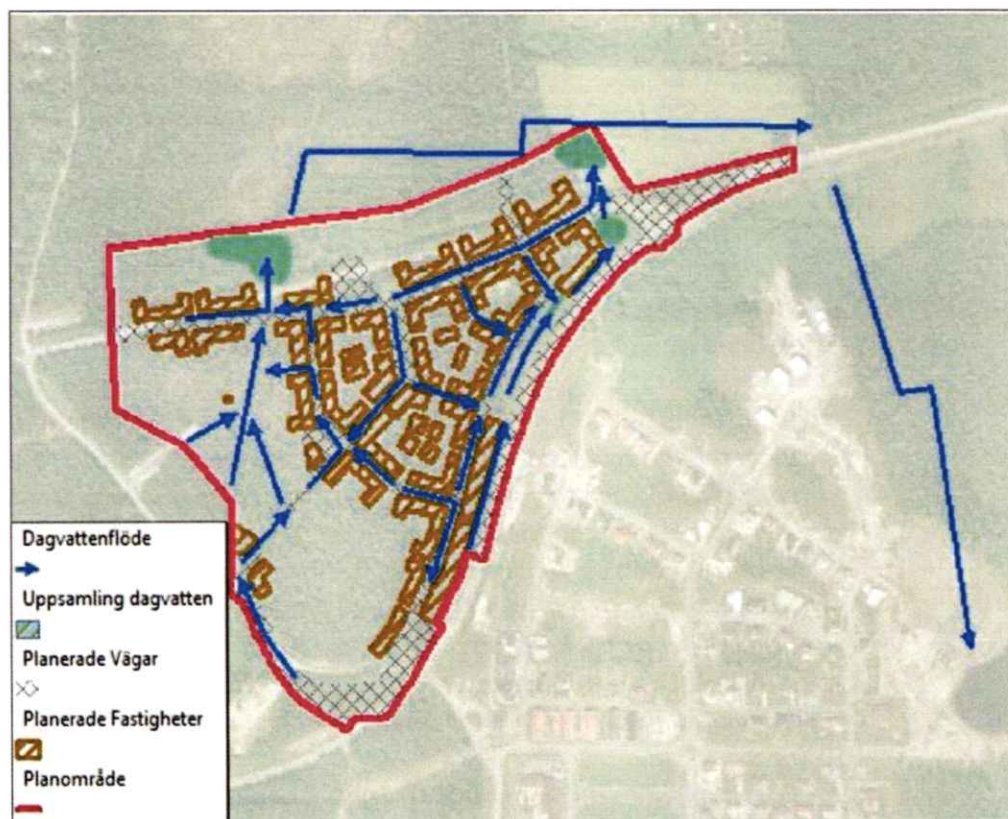 Dagvattenflöde
Uppsamling dagvatten
Planerade Vägar
Planerade Fastigheter
Planområde